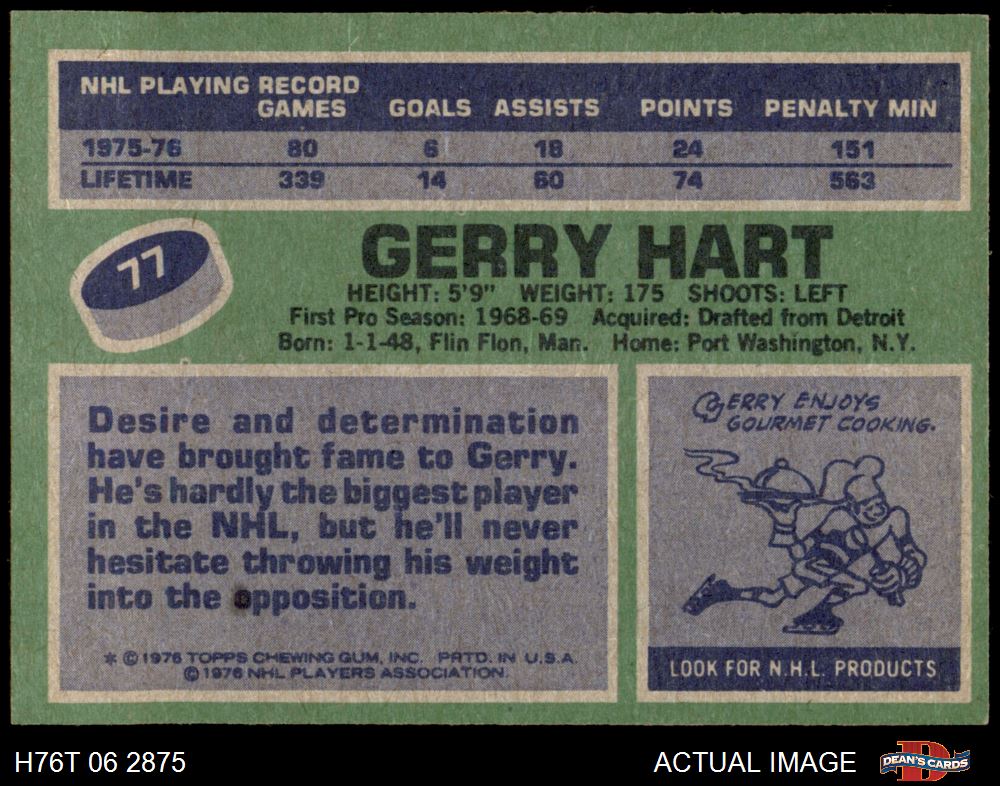 NHL PLAYING RECORD
GAMES GOALS ASSISTS POINTS PENALTY MIN
1975-76 80 6 18 24 151
LIFETIME 339 14 60 74 563
77
GERRY HART
HEIGHT: 5'9" WEIGHT: 175 SHOOTS: LEFT
First Pro Season: 1968-69 Acquired: Drafted from Detroit
Born: 1-1-48, Flin Flon, Man. Home: Port Washington, N.Y.
Desire and determination
have brought fame to Gerry.
He's hardly the biggest player
in the NHL, but he'll never
hesitate throwing his weight
into the opposition.
* © 1976 TOPPS CHEWING GUM, INC. PRTD. IN U.S.A.
© 1976 NHL PLAYERS ASSOCIATION.
GERRY ENJOYS
GOURMET COOKING.
LOOK FOR N.H.L. PRODUCTS
H76T 06 2875
ACTUAL IMAGE
D
DEAN'S CARDS